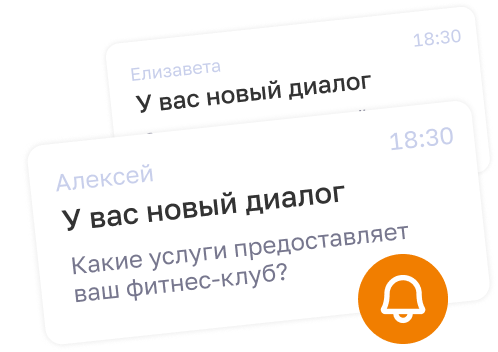 Елизавета
18:30
У вас новый диалог
Алексей
18:30
У вас новый диалог
Какие услуги предоставляет
ваш фитнес-клуб?